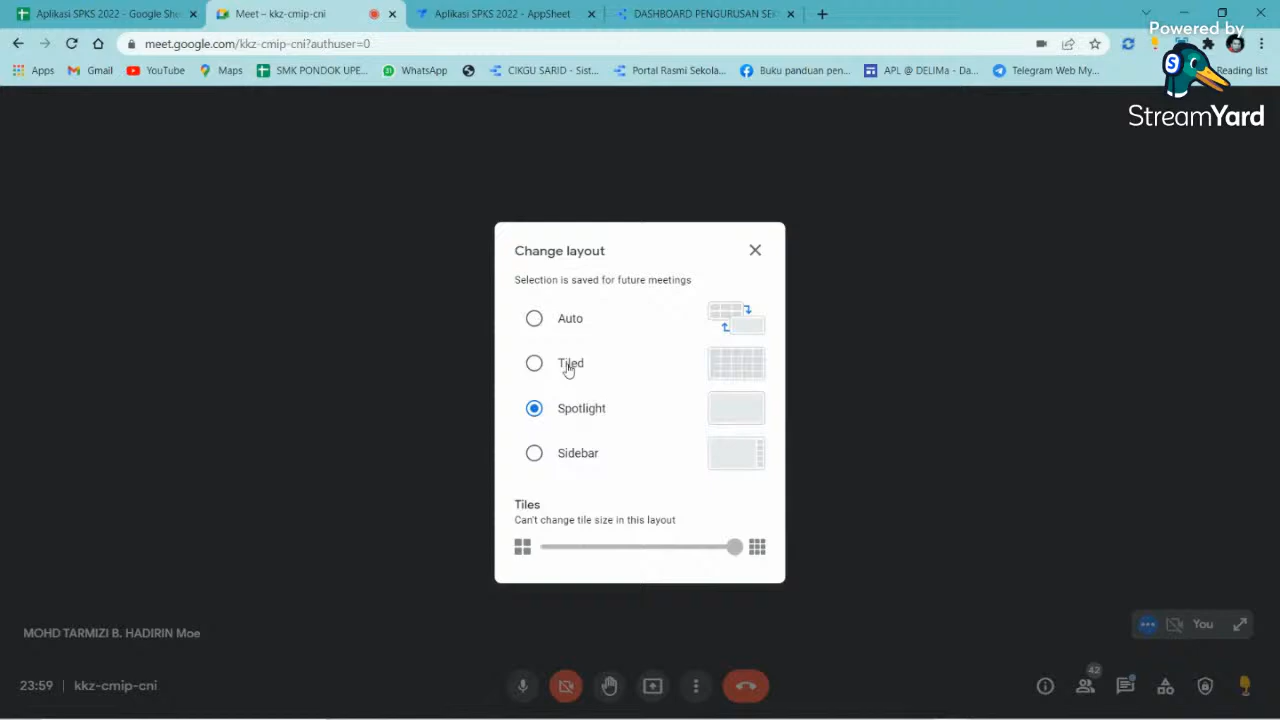 Aplikasi SPKS 2022 - Google She
Meet – kkz-cmip-cni
Aplikasi SPKS 2022 - AppSheet
DASHBOARD PENGURUSAN SEK
meet.google.com/kkz-cmip-cni?authuser=0
Powered by
Apps
Gmail
YouTube
Maps
SMK PONDOK UPE...
WhatsApp
CIKGU SARID - Sist...
Portal Rasmi Sekola...
Buku panduan pen...
APL @ DELIMa - Da...
Telegram Web My...
Reading list
S
StreamYard
Change layout
Selection is saved for future meetings
Auto
Tiled
Spotlight
Sidebar
Tiles
Can't change tile size in this layout
MOHD TARMIZI B. HADIRIN Moe
You
23:59 | kkz-cmip-cni
42